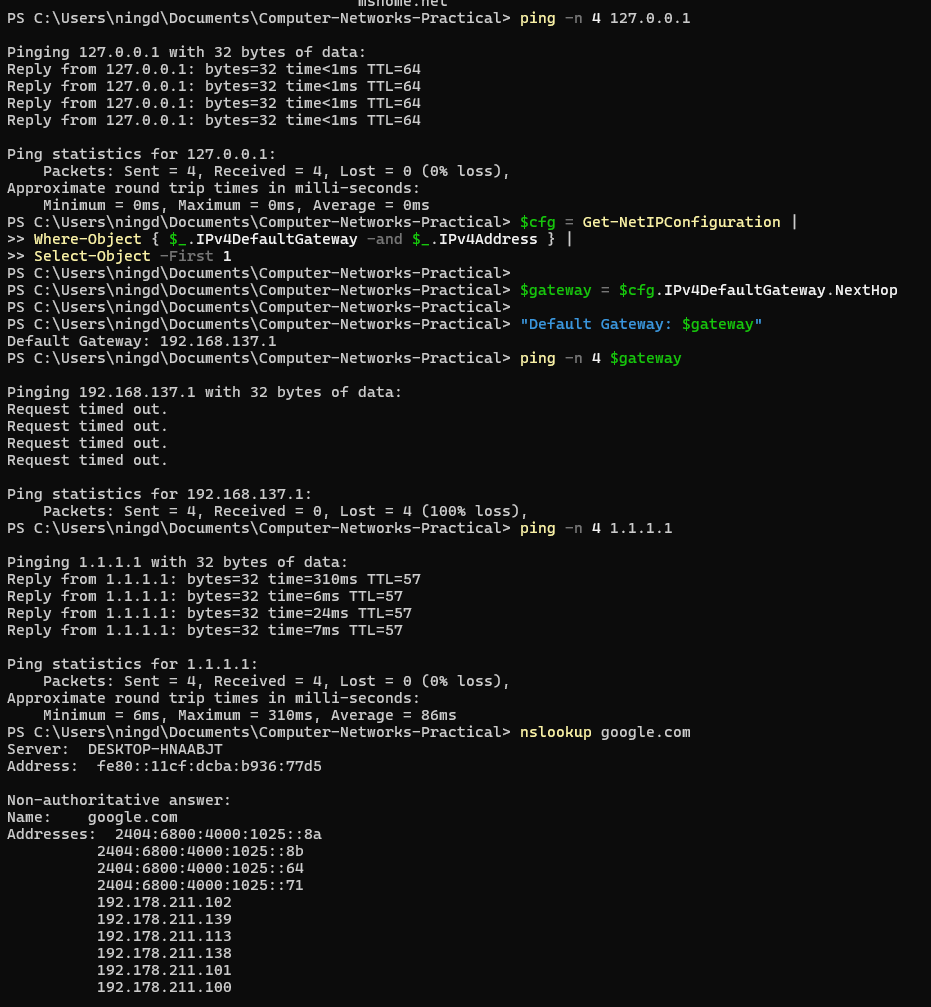 mshome.net
PS C:\Users\ningd\Documents\Computer-Networks-Practical> ping -n 4 127.0.0.1
Pinging 127.0.0.1 with 32 bytes of data:
Reply from 127.0.0.1: bytes=32 time<1ms TTL=64
Reply from 127.0.0.1: bytes=32 time<1ms TTL=64
Reply from 127.0.0.1: bytes=32 time<1ms TTL=64
Reply from 127.0.0.1: bytes=32 time<1ms TTL=64
Ping statistics for 127.0.0.1:
    Packets: Sent = 4, Received = 4, Lost = 0 (0% loss),
Approximate round trip times in milli-seconds:
    Minimum = 0ms, Maximum = 0ms, Average = 0ms
PS C:\Users\ningd\Documents\Computer-Networks-Practical> $cfg = Get-NetIPConfiguration |
>> Where-Object { $_.IPv4DefaultGateway -and $_.IPv4Address } |
>> Select-Object -First 1
PS C:\Users\ningd\Documents\Computer-Networks-Practical>
PS C:\Users\ningd\Documents\Computer-Networks-Practical> $gateway = $cfg.IPv4DefaultGateway.NextHop
PS C:\Users\ningd\Documents\Computer-Networks-Practical>
PS C:\Users\ningd\Documents\Computer-Networks-Practical> "Default Gateway: $gateway"
Default Gateway: 192.168.137.1
PS C:\Users\ningd\Documents\Computer-Networks-Practical> ping -n 4 $gateway
Pinging 192.168.137.1 with 32 bytes of data:
Request timed out.
Request timed out.
Request timed out.
Request timed out.
Ping statistics for 192.168.137.1:
    Packets: Sent = 4, Received = 0, Lost = 4 (100% loss),
PS C:\Users\ningd\Documents\Computer-Networks-Practical> ping -n 4 1.1.1.1
Pinging 1.1.1.1 with 32 bytes of data:
Reply from 1.1.1.1: bytes=32 time=310ms TTL=57
Reply from 1.1.1.1: bytes=32 time=6ms TTL=57
Reply from 1.1.1.1: bytes=32 time=24ms TTL=57
Reply from 1.1.1.1: bytes=32 time=7ms TTL=57
Ping statistics for 1.1.1.1:
    Packets: Sent = 4, Received = 4, Lost = 0 (0% loss),
Approximate round trip times in milli-seconds:
    Minimum = 6ms, Maximum = 310ms, Average = 86ms
PS C:\Users\ningd\Documents\Computer-Networks-Practical> nslookup google.com
Server:  DESKTOP-HNAABJT
Address:  fe80::11cf:dcba:b936:77d5
Non-authoritative answer:
Name:    google.com
Addresses:  2404:6800:4000:1025::8a
          2404:6800:4000:1025::8b
          2404:6800:4000:1025::64
          2404:6800:4000:1025::71
          192.178.211.102
          192.178.211.139
          192.178.211.113
          192.178.211.138
          192.178.211.101
          192.178.211.100